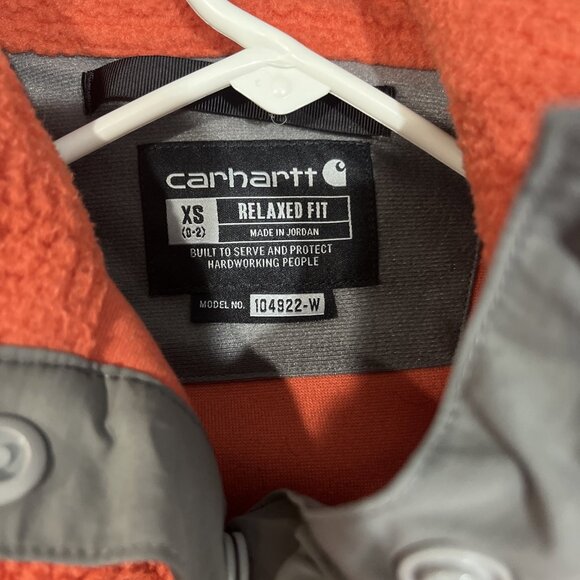 carhartt
XS
(0-2)
RELAXED FIT
MADE IN JORDAN
BUILT TO SERVE AND PROTECT
HARDWORKING PEOPLE
MODEL NO. 104922-W